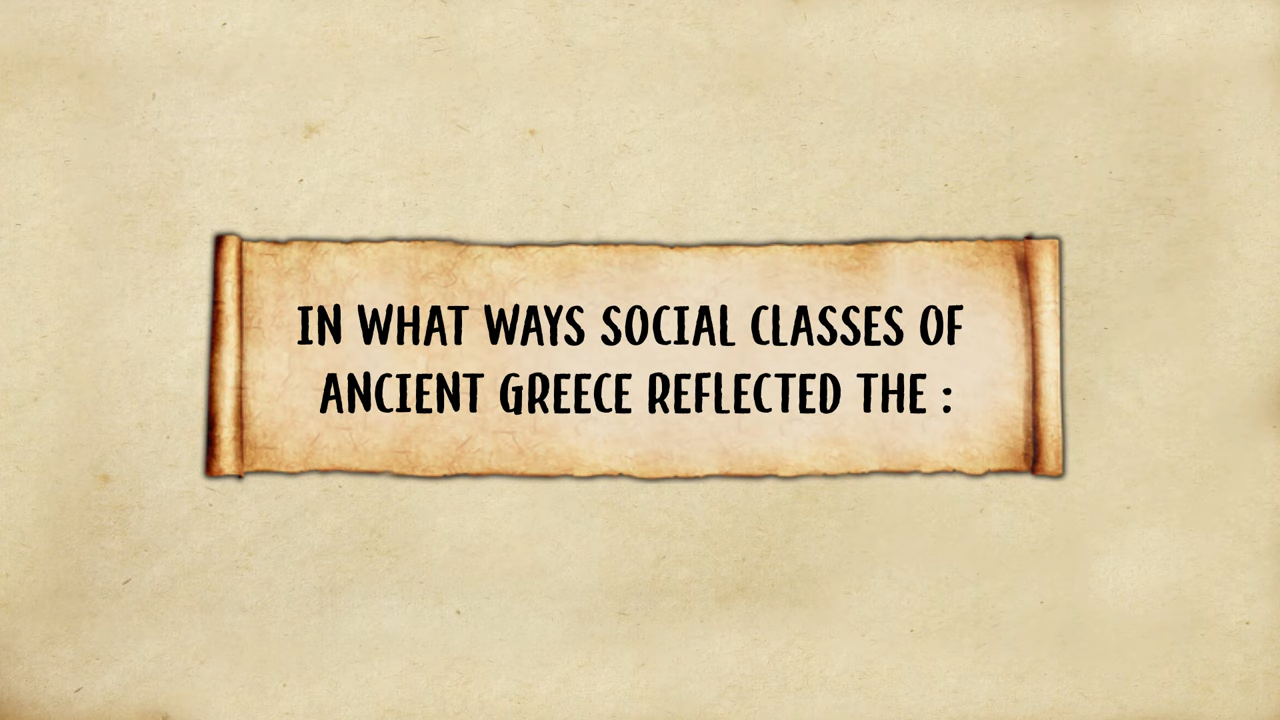 IN WHAT WAYS SOCIAL CLASSES OF
ANCIENT GREECE REFLECTED THE :